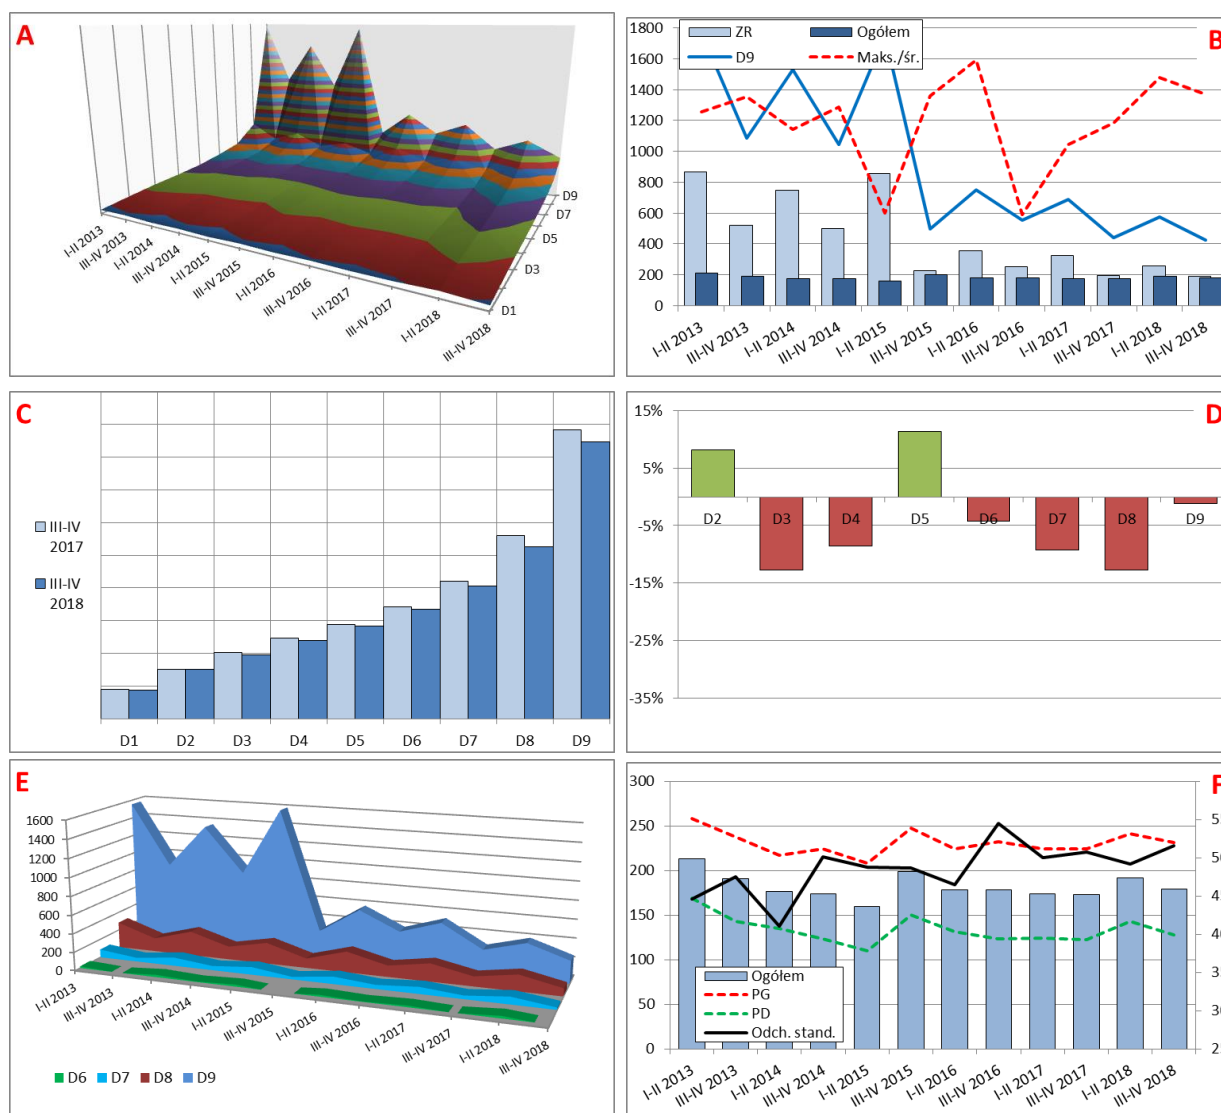 A
D9
D7
D5
D3
D1
I-II 2013
III-IV 2013
I-II 2014
III-IV 2014
I-II 2015
III-IV 2015
I-II 2016
III-IV 2016
I-II 2017
III-IV 2017
I-II 2018
III-IV 2018
B
ZR
Ogółem
D9
Maks./śr.
1800
1600
1400
1200
1000
800
600
400
200
0
I-II 2013
III-IV 2013
I-II 2014
III-IV 2014
I-II 2015
III-IV 2015
I-II 2016
III-IV 2016
I-II 2017
III-IV 2017
I-II 2018
III-IV 2018
C
III-IV
2017
III-IV
2018
D1 D2 D3 D4 D5 D6 D7 D8 D9
D
15%
5%
-5%
-15%
-25%
-35%
D2 D3 D4 D5 D6 D7 D8 D9
E
1600
1400
1200
1000
800
600
400
200
0
I-II 2013
III-IV 2013
I-II 2014
III-IV 2014
I-II 2015
III-IV 2015
I-II 2016
III-IV 2016
I-II 2017
III-IV 2017
I-II 2018
III-IV 2018
D6 D7 D8 D9
300
250
200
150
100
50
0
Ogółem
PG
PD
Odch. stand.
I-II 2013
III-IV 2013
I-II 2014
III-IV 2014
I-II 2015
III-IV 2015
I-II 2016
III-IV 2016
I-II 2017
III-IV 2017
I-II 2018
III-IV 2018